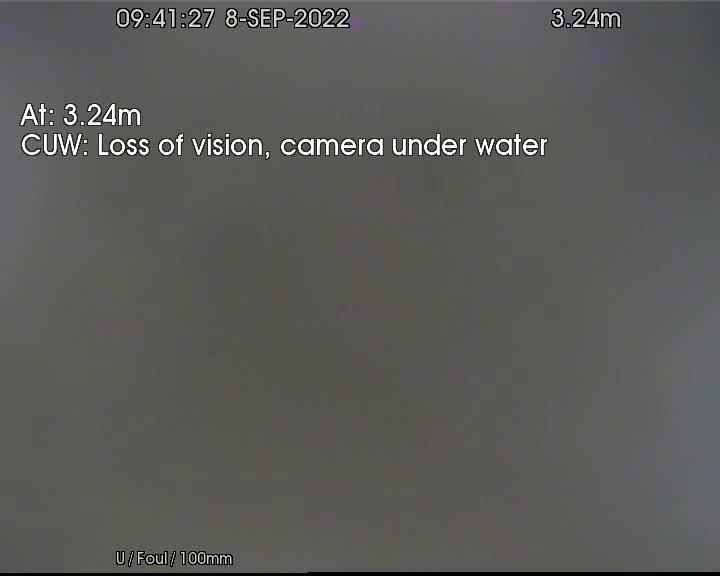 09:41:27 8-SEP-2022 3.24m
At: 3.24m
CUW: Loss of vision, camera under water
U / Foul / 100mm